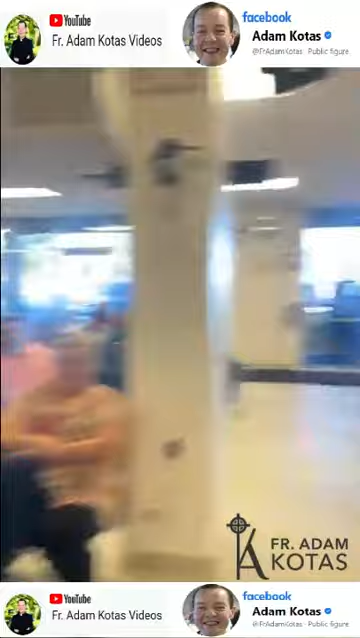 YouTube
Fr. Adam Kotas Videos
facebook
Adam Kotas
@FrAdamKotas · Public figure
FR. ADAM
KOTAS
YouTube
Fr. Adam Kotas Videos
facebook
Adam Kotas
@FrAdamKotas · Public figure